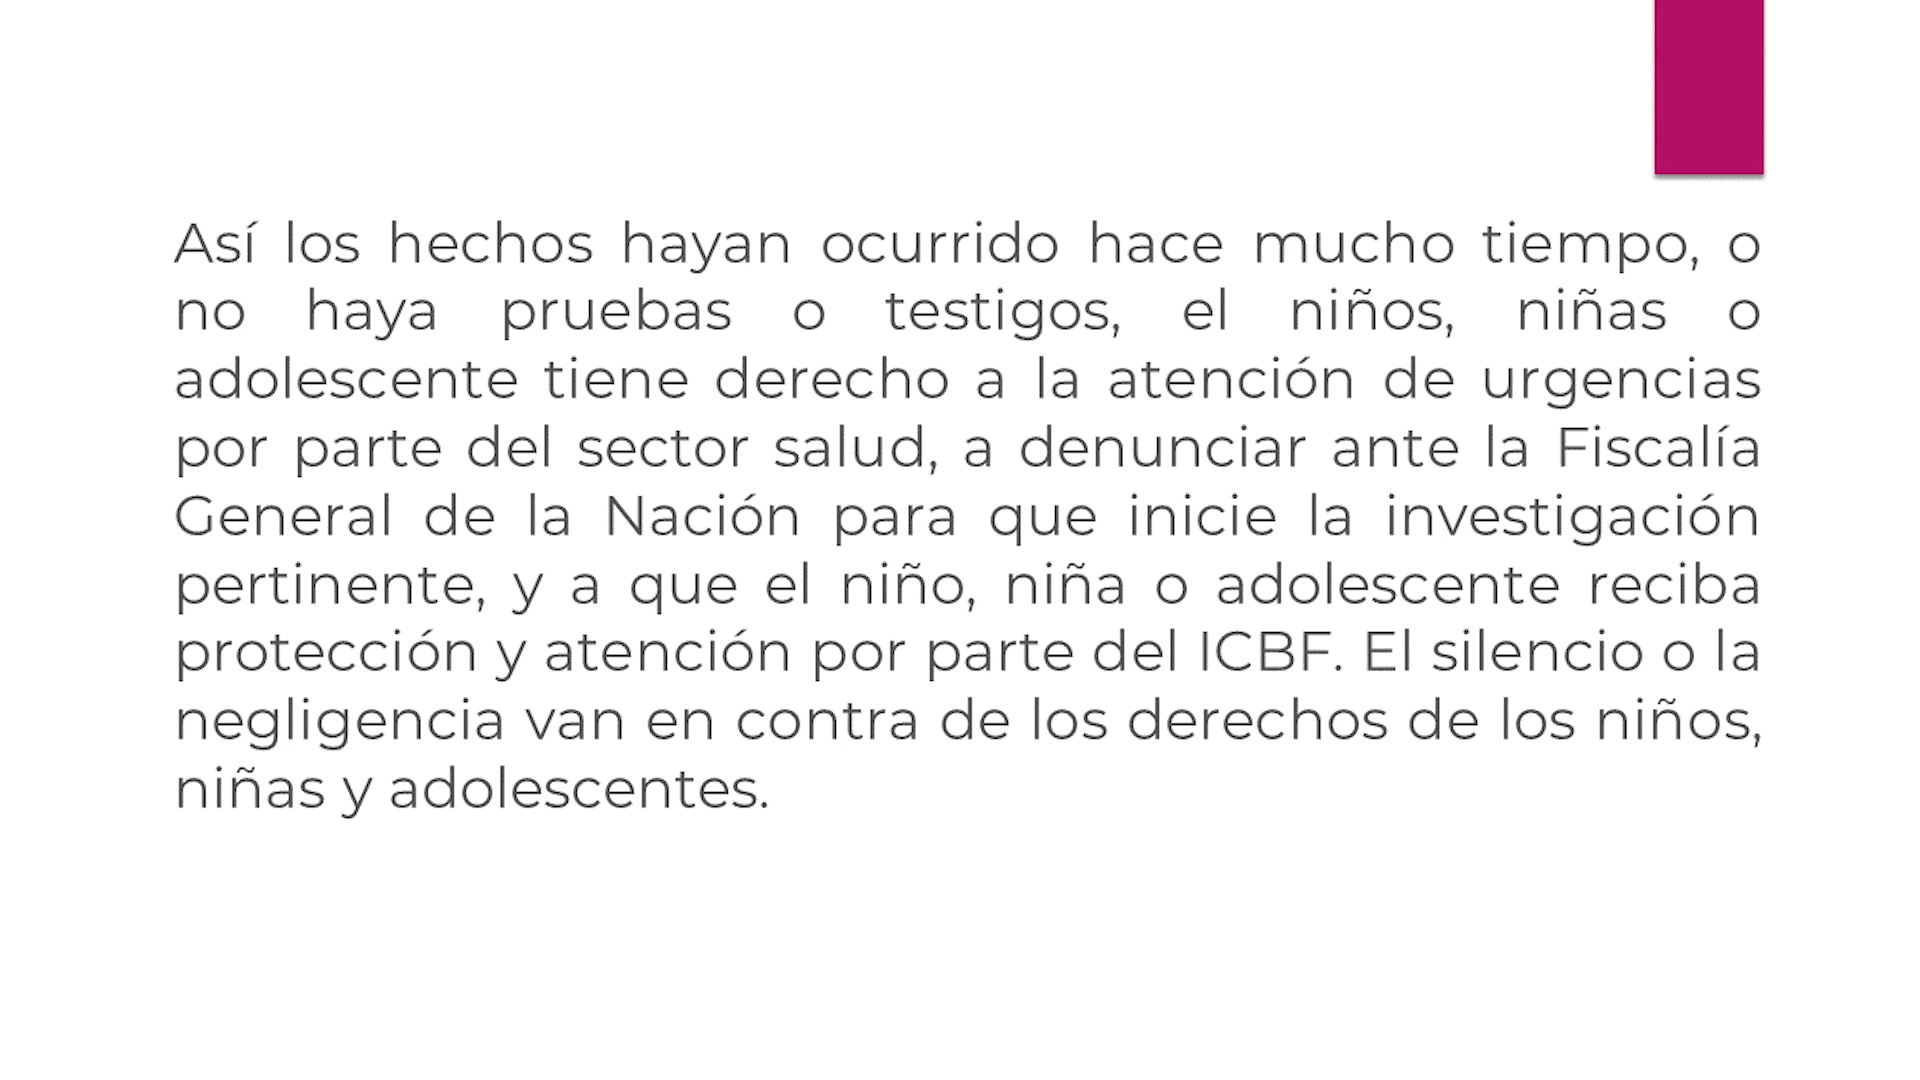 Así los hechos hayan ocurrido hace mucho tiempo, o
no haya pruebas o testigos, el niños, niñas o
adolescente tiene derecho a la atención de urgencias
por parte del sector salud, a denunciar ante la Fiscalía
General de la Nación para que inicie la investigación
pertinente, y a que el niño, niña o adolescente reciba
protección y atención por parte del ICBF. El silencio o la
negligencia van en contra de los derechos de los niños,
niñas y adolescentes.